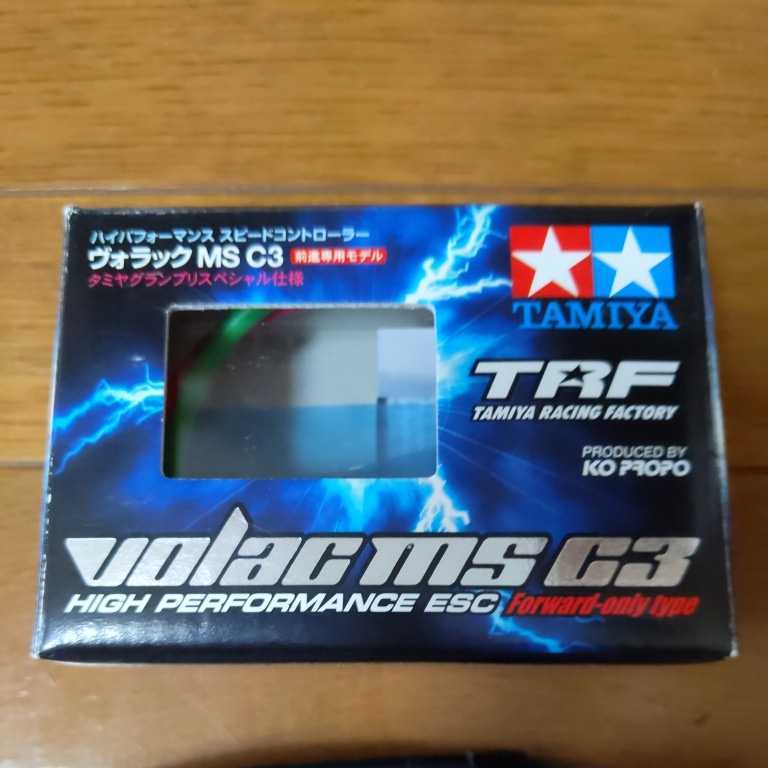 ハイパフォーマンス スピードコントローラー
ヴォラック MS C3 前進専用モデル
タミヤグランプリスペシャル仕様
TAMIYA
TRF
TAMIYA RACING FACTORY
PRODUCED BY
KO PROPO
volac ms C3
HIGH PERFORMANCE ESC Forward-only type